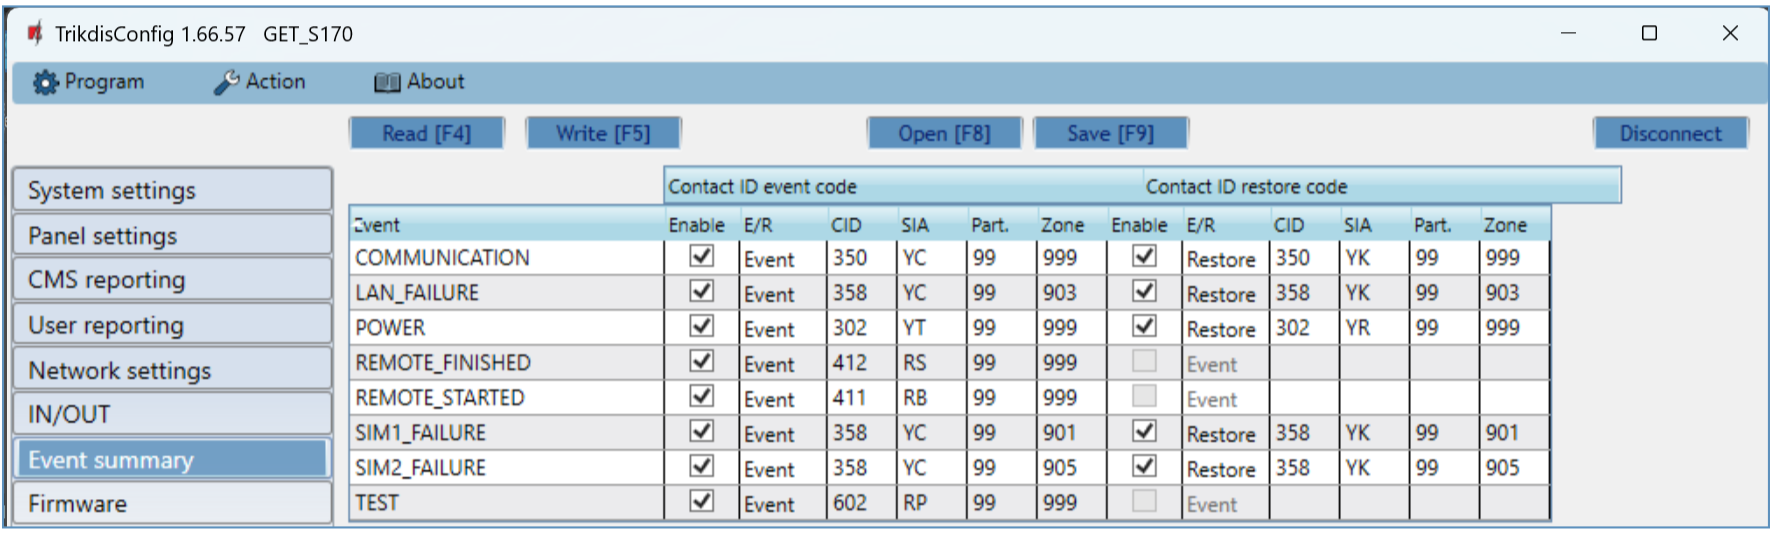 TrikdisConfig 1.66.57 GET_S170
Program Action About
Read [F4] Write [F5] Open [F8] Save [F9] Disconnect
System settings
Panel settings
CMS reporting
User reporting
Network settings
IN/OUT
Event summary
Firmware
Contact ID event code Contact ID restore code
Event Enable E/R CID SIA Part. Zone Enable E/R CID SIA Part. Zone
COMMUNICATION Event 350 YC 99 999 Restore 350 YK 99 999
LAN_FAILURE Event 358 YC 99 903 Restore 358 YK 99 903
POWER Event 302 YT 99 999 Restore 302 YR 99 999
REMOTE_FINISHED Event 412 RS 99 999 Event
REMOTE_STARTED Event 411 RB 99 999 Event
SIM1_FAILURE Event 358 YC 99 901 Restore 358 YK 99 901
SIM2_FAILURE Event 358 YC 99 905 Restore 358 YK 99 905
TEST Event 602 RP 99 999 Event